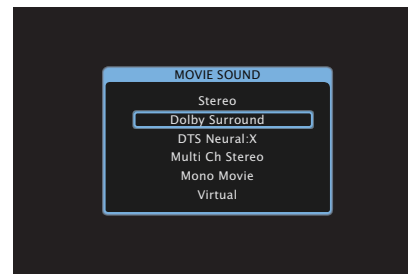 MOVIE SOUND
Stereo
Dolby Surround
DTS Neural:X
Multi Ch Stereo
Mono Movie
Virtual